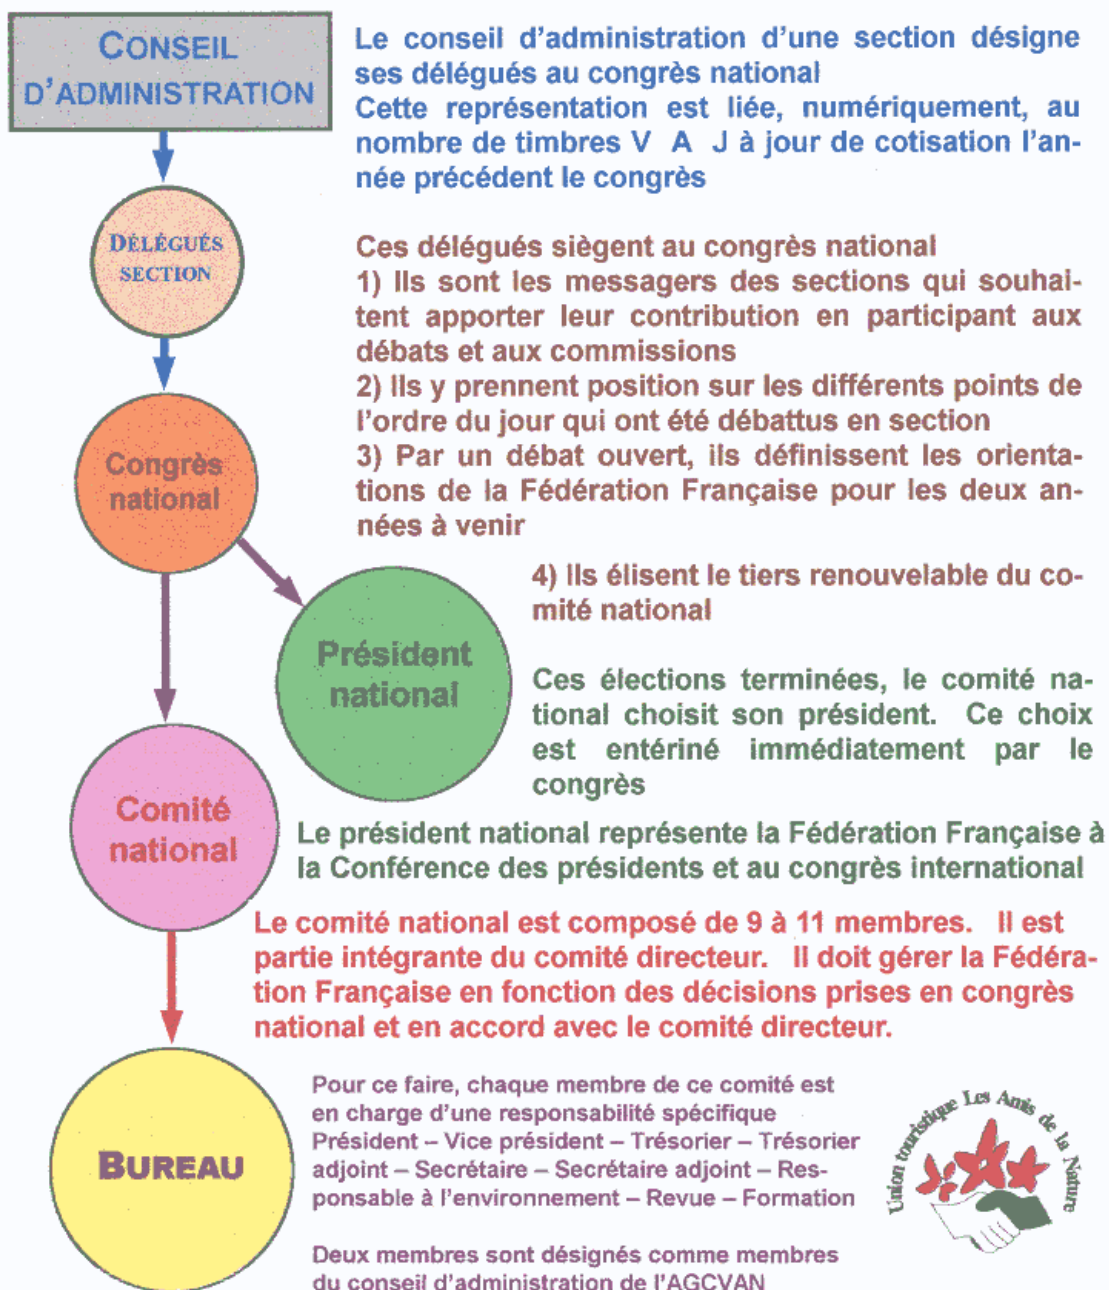 CONSEIL
D'ADMINISTRATION
Le conseil d'administration d'une section désigne
ses délégués au congrès national
Cette représentation est liée, numériquement, au
nombre de timbres V A J à jour de cotisation l'an-
née précédent le congrès
DÉLÉGUÉS
SECTION
Ces délégués siègent au congrès national
1) Ils sont les messagers des sections qui souhai-
tent apporter leur contribution en participant aux
débats et aux commissions
2) Ils y prennent position sur les différents points de
l'ordre du jour qui ont été débattus en section
3) Par un débat ouvert, ils définissent les orienta-
tions de la Fédération Française pour les deux an-
nées à venir
Congrès
national
4) Ils élisent le tiers renouvelable du co-
mité national
Président
national
Ces élections terminées, le comité na-
tional choisit son président. Ce choix
est entériné immédiatement par le
congrès
Comité
national
Le président national représente la Fédération Française à
la Conférence des présidents et au congrès international
Le comité national est composé de 9 à 11 membres. Il est
partie intégrante du comité directeur. Il doit gérer la Fédéra-
tion Française en fonction des décisions prises en congrès
national et en accord avec le comité directeur.
BUREAU
Pour ce faire, chaque membre de ce comité est
en charge d'une responsabilité spécifique
Président – Vice président – Trésorier – Trésorier
adjoint – Secrétaire – Secrétaire adjoint – Res-
ponsable à l'environnement – Revue – Formation
Deux membres sont désignés comme membres
du conseil d'administration de l'AGCVAN
Union touristique Les Amis de la Nature